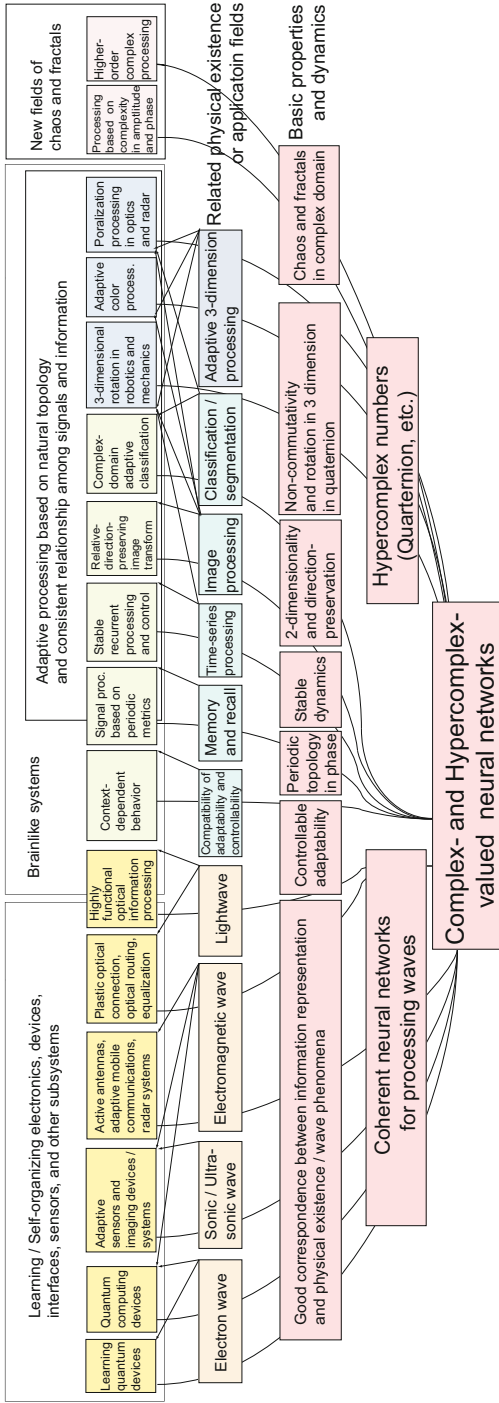 Learning / Self-organizing electronics, devices,
interfaces, sensors, and other subsystems
Brainlike systems
Adaptive processing based on natural topology
and consistent relationship among signals and information
New fields of
chaos and fractals
Learning
quantum
devices
Quantum
computing
devices
Adaptive
sensors and
imaging devices /
systems
Active antennas,
adaptive mobile
communications,
radar systems
Plastic optical
connection,
optical routing,
equalization
Highly
functional
optical
information
processing
Context-
dependent
behavior
Signal proc.
based on
periodic
metrics
Stable
recurrent
processing
and control
Relative-
direction-
preserving
image
transform
Complex-
domain
adaptive
classification
3-dimensional
rotation in
robotics and
mechanics
Adaptive
color
process.
Poralization
processing
in optics
and radar
Processing
based on
complexity
in ampltitude
and phase
Higher-
order
complex
processing
Electron wave
Sonic / Ultra-
sonic wave
Electromagnetic wave
Lightwave
Compatibility of
adaptability and
controllability
Memory
and recall
Time-series
processing
Image
processing
Classification /
segmentation
Adaptive 3-dimension
processing
Related physical existence
or applicatoin fields
Good correspondence between information representation
and physical existence / wave phenomena
Controllable
adaptability
Periodic
topology
in phase
Stable
dynamics
2-dimensionality
and direction-
preservation
Non-commutativity
and rotation in 3 dimension
in quaternion
Chaos and fractals
in complex domain
Basic properties
and dynamics
Coherent neural networks
for processing waves
Hypercomplex numbers
(Quarternion, etc.)
Complex- and Hypercomplex-
valued neural networks